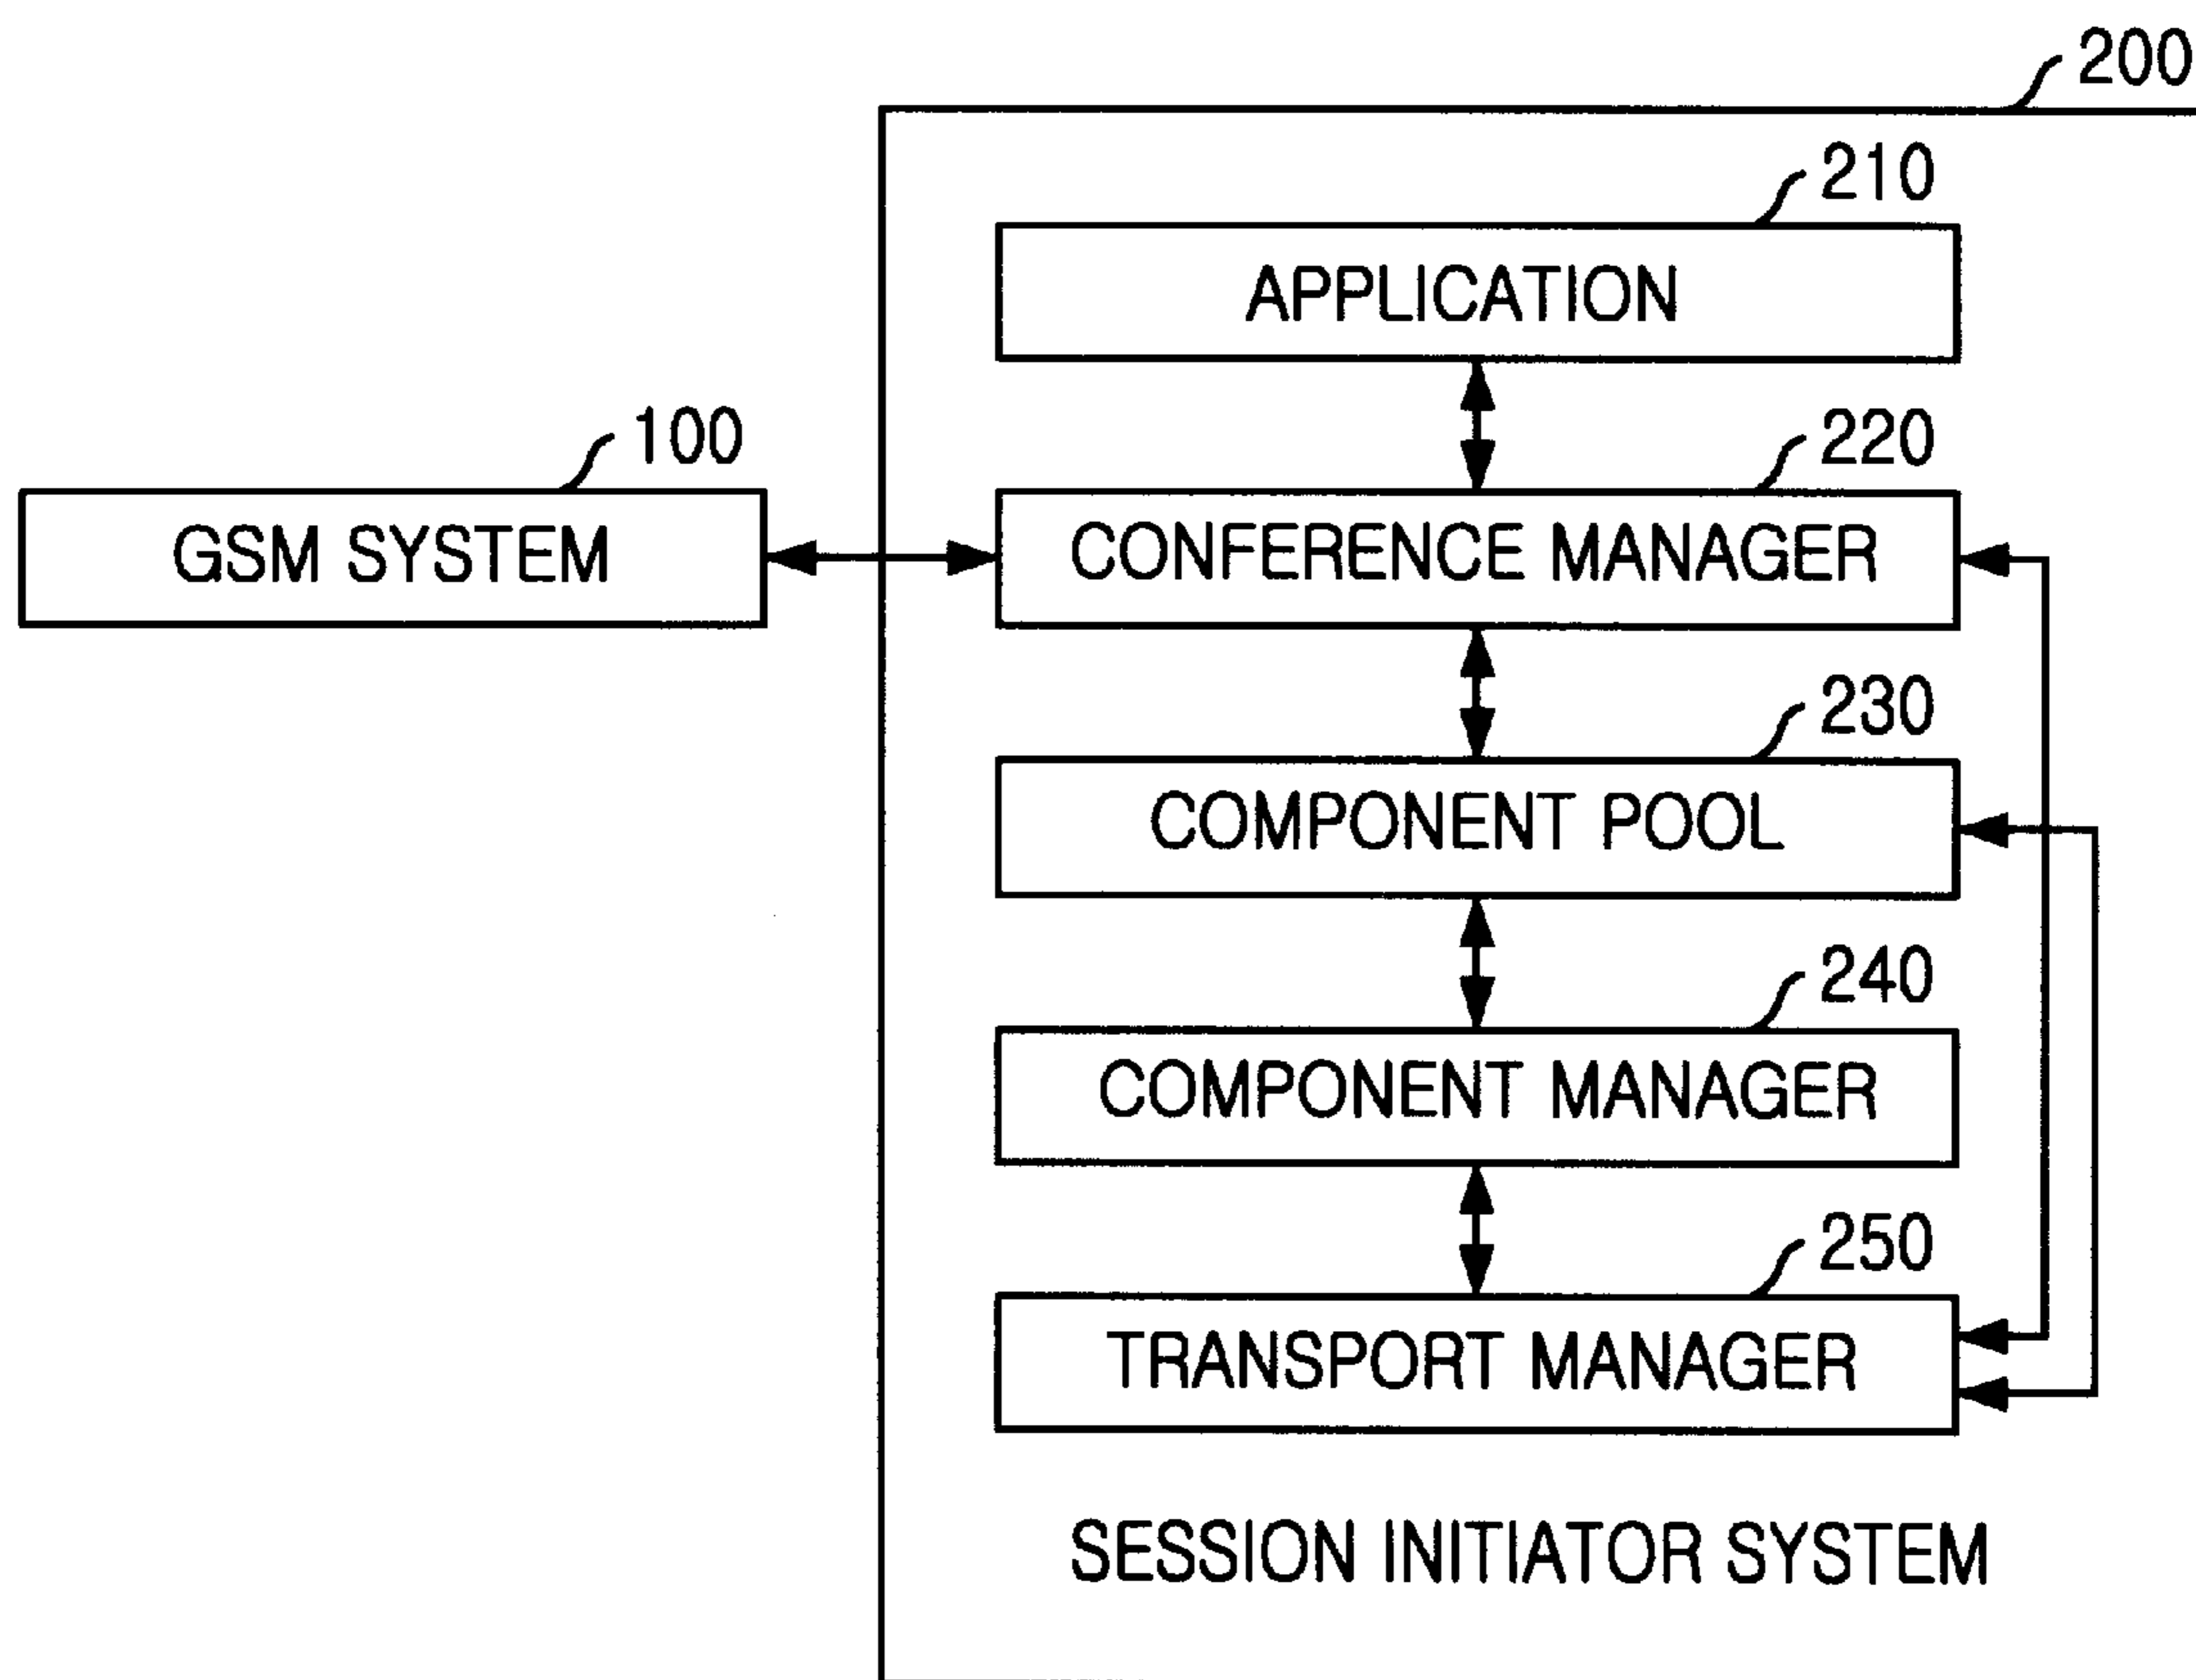 200
210
APPLICATION
100
220
GSM SYSTEM
CONFERENCE MANAGER
230
COMPONENT POOL
240
COMPONENT MANAGER
250
TRANSPORT MANAGER
SESSION INITIATOR SYSTEM